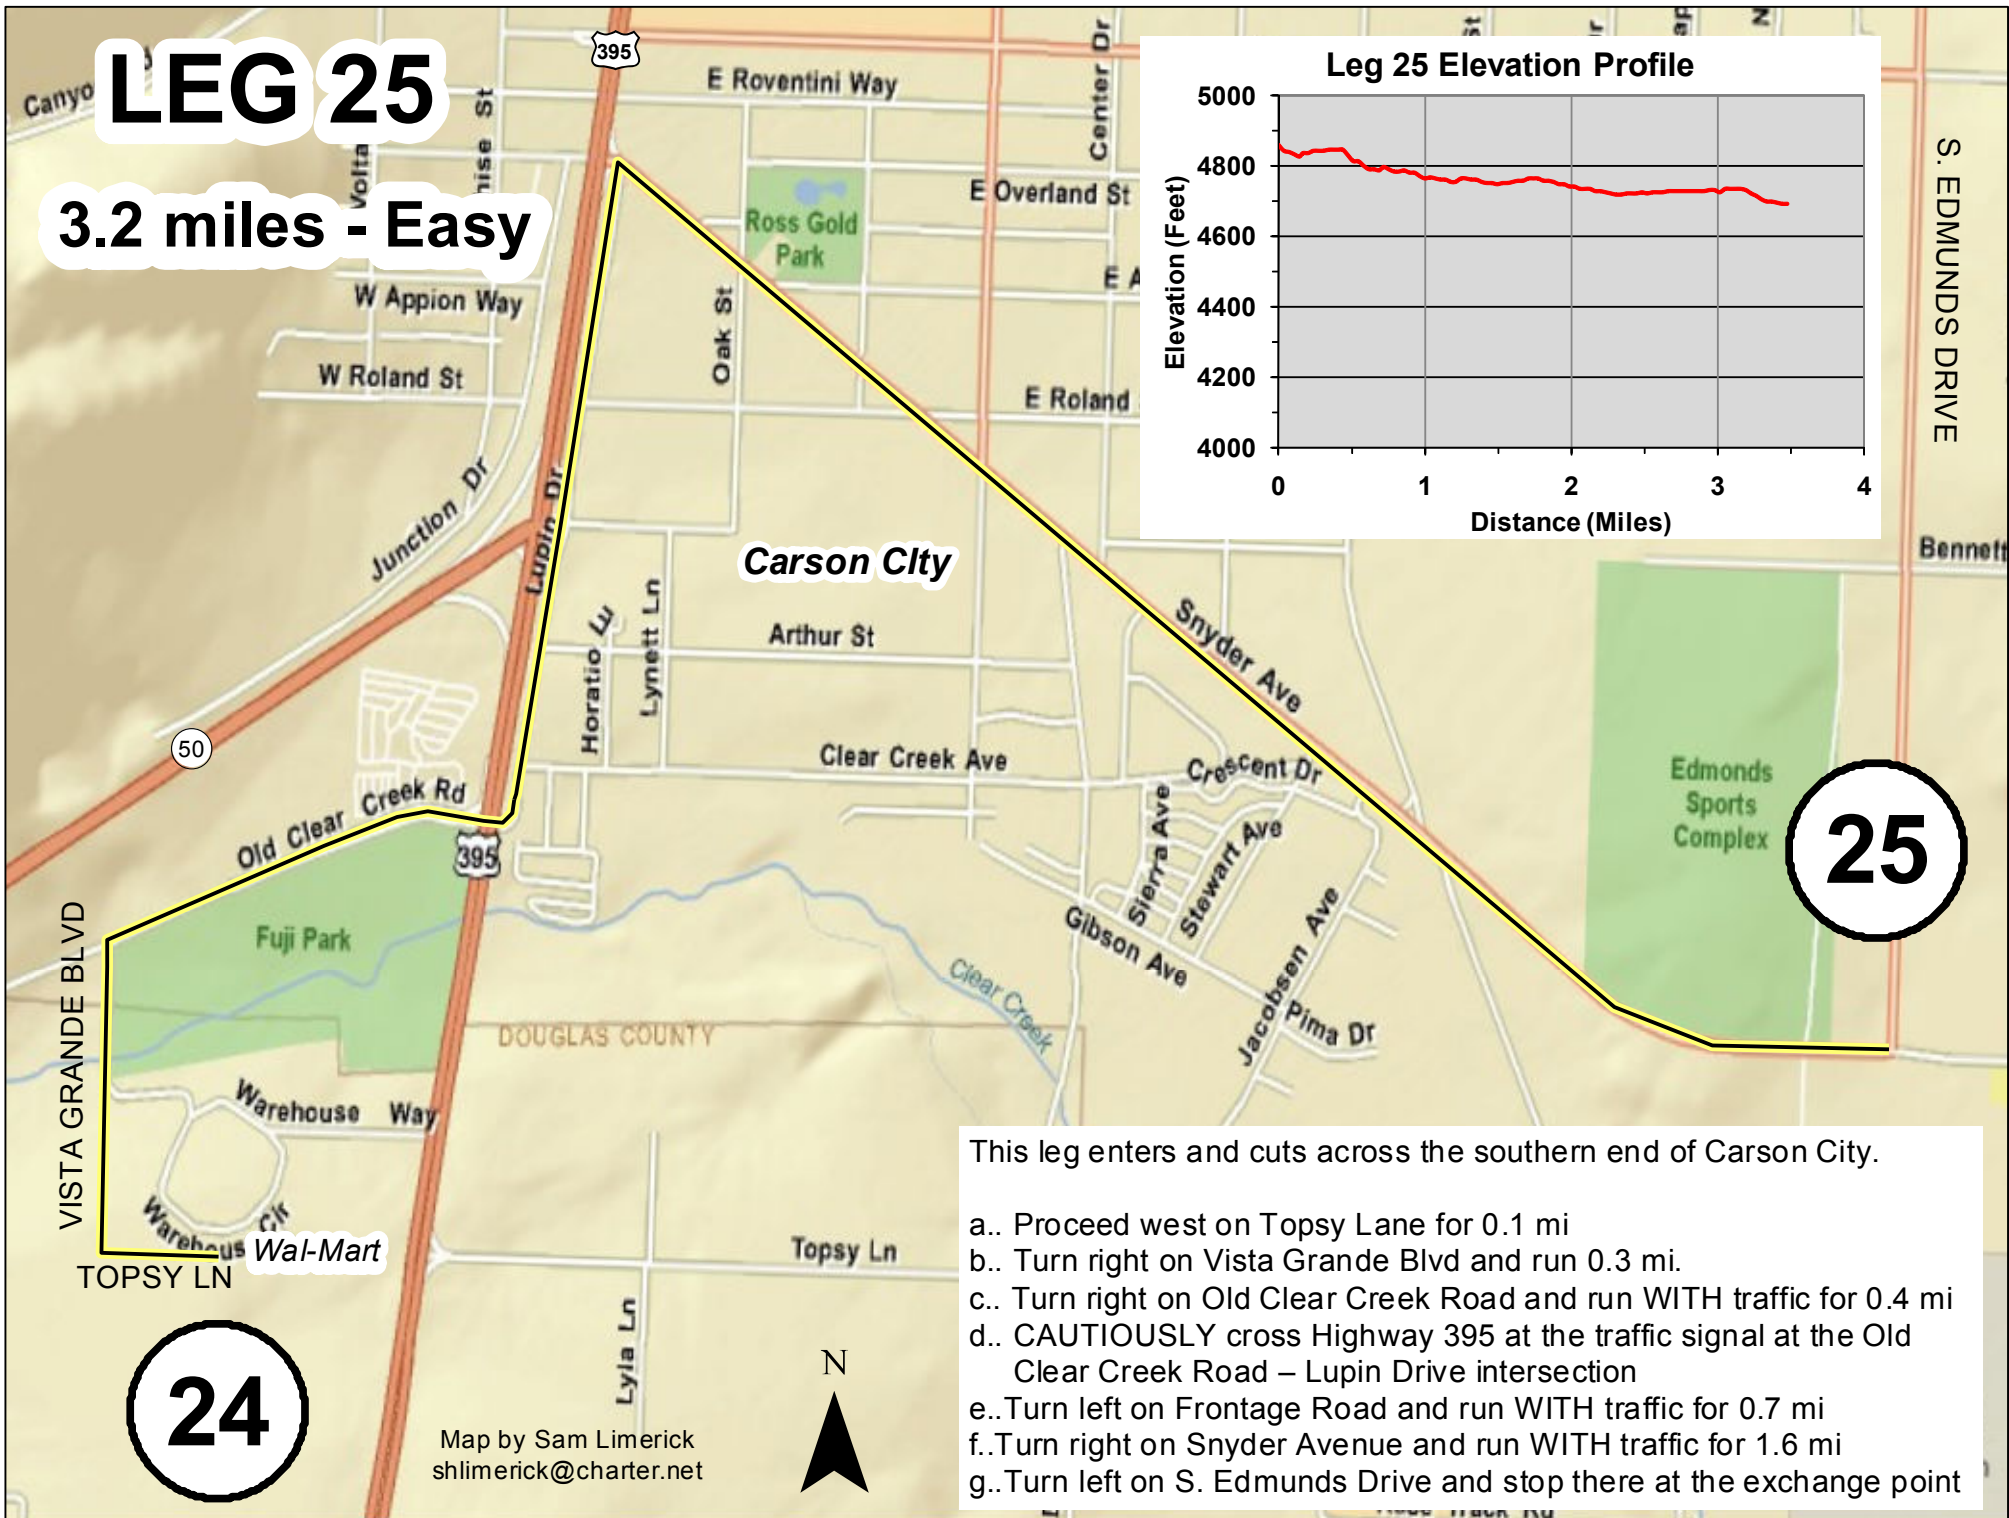 LEG 25
3.2 miles - Easy
395
E Roventini Way
Center Dr
Leg 25 Elevation Profile
5000
4800
4600
4400
4200
4000
Elevation (Feet)
0 1 2 3 4
Distance (Miles)
S. EDMUNDS DRIVE
Volta
E Overland St
Ross Gold
Park
W Appion Way
Oak St
W Roland St
E Roland
Junction Dr
Lupin Dr
Carson CIty
Bennett
Snyder Ave
Arthur St
Horatio
Lynett Ln
50
Clear Creek Ave
Crescent Dr
Old Clear Creek Rd
395
Sierra Ave
Stewart Ave
Edmonds
Sports
Complex
25
Fuji Park
VISTA GRANDE BLVD
Gibson Ave
Jacobsen Ave
Clear Creek
Pima Dr
DOUGLAS COUNTY
Warehouse Way
Warehous Cir
Wal-Mart
TOPSY LN
Topsy Ln
Lyla Ln
24
N
Map by Sam Limerick
shlimerick@charter.net
This leg enters and cuts across the southern end of Carson City.
a.. Proceed west on Topsy Lane for 0.1 mi
b.. Turn right on Vista Grande Blvd and run 0.3 mi.
c.. Turn right on Old Clear Creek Road and run WITH traffic for 0.4 mi
d.. CAUTIOUSLY cross Highway 395 at the traffic signal at the Old
Clear Creek Road – Lupin Drive intersection
e..Turn left on Frontage Road and run WITH traffic for 0.7 mi
f..Turn right on Snyder Avenue and run WITH traffic for 1.6 mi
g..Turn left on S. Edmunds Drive and stop there at the exchange point